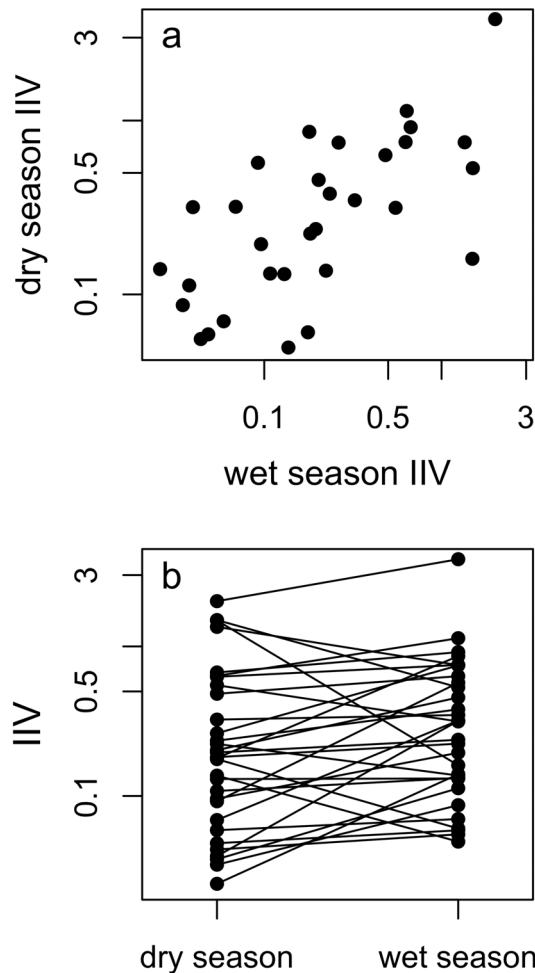 a
3
0.5
0.1
dry season IIV
0.1 0.5 3
wet season IIV
b
3
0.5
0.1
IIV
dry season wet season